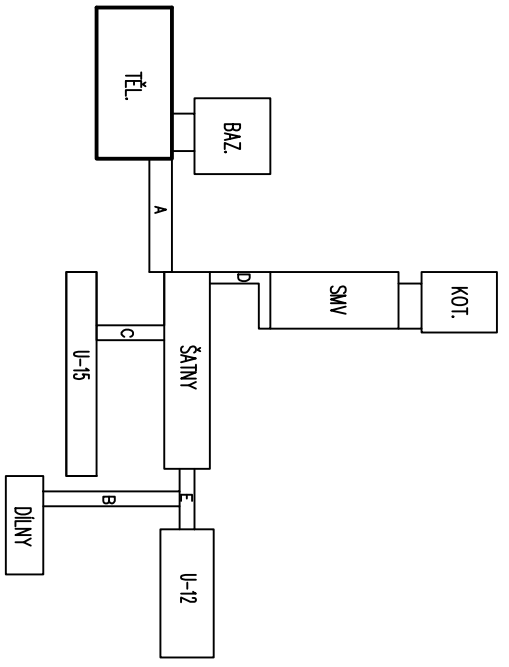 TĚL.
BAZ.
A
D
SMV
KOT.
C
U-15
ŠATNY
E
B
DÍLNY
U-12